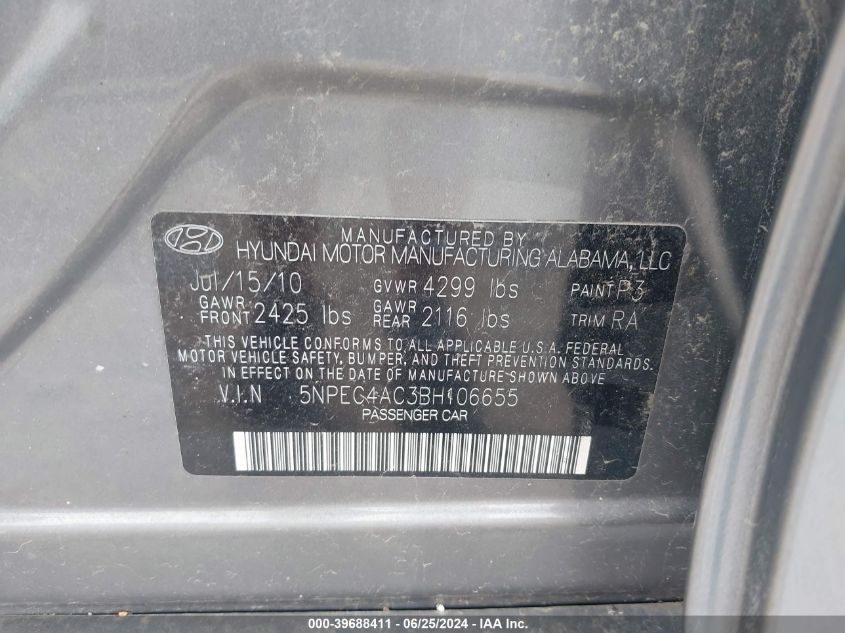 MANUFACTURED BY
HYUNDAI MOTOR MANUFACTURING ALABAMA, LLC
Jul/15/10 GVWR 4299 lbs PAINT P3
GAWR FRONT 2425 lbs GAWR REAR 2116 lbs TRIM RA
THIS VEHICLE CONFORMS TO ALL APPLICABLE U.S.A. FEDERAL
MOTOR VEHICLE SAFETY, BUMPER, AND THEFT PREVENTION STANDARDS
IN EFFECT ON THE DATE OF MANUFACTURE SHOWN ABOVE.
V.I.N 5NPEC4AC3BH106655
PASSENGER CAR
000-39688411 - 06/25/2024 - IAAI.com